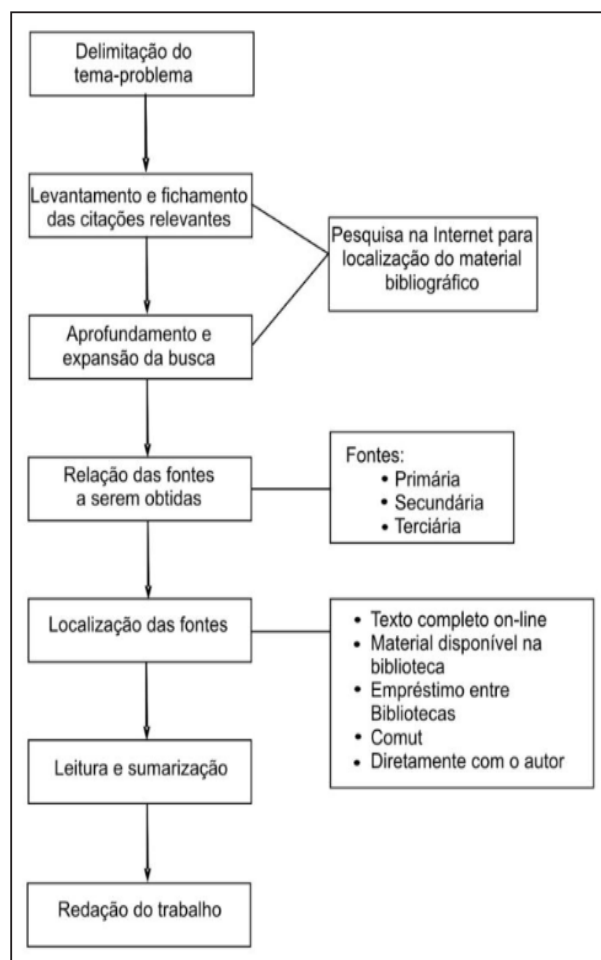 Delimitação do
tema-problema
Levantamento e fichamento
das citações relevantes
Pesquisa na Internet para
localização do material
bibliográfico
Aprofundamento e
expansão da busca
Relação das fontes
a serem obtidas
Fontes:
• Primária
• Secundária
• Terciária
Localização das fontes
• Texto completo on-line
• Material disponível na
biblioteca
• Empréstimo entre
Bibliotecas
• Comut
• Diretamente com o autor
Leitura e sumarização
Redação do trabalho